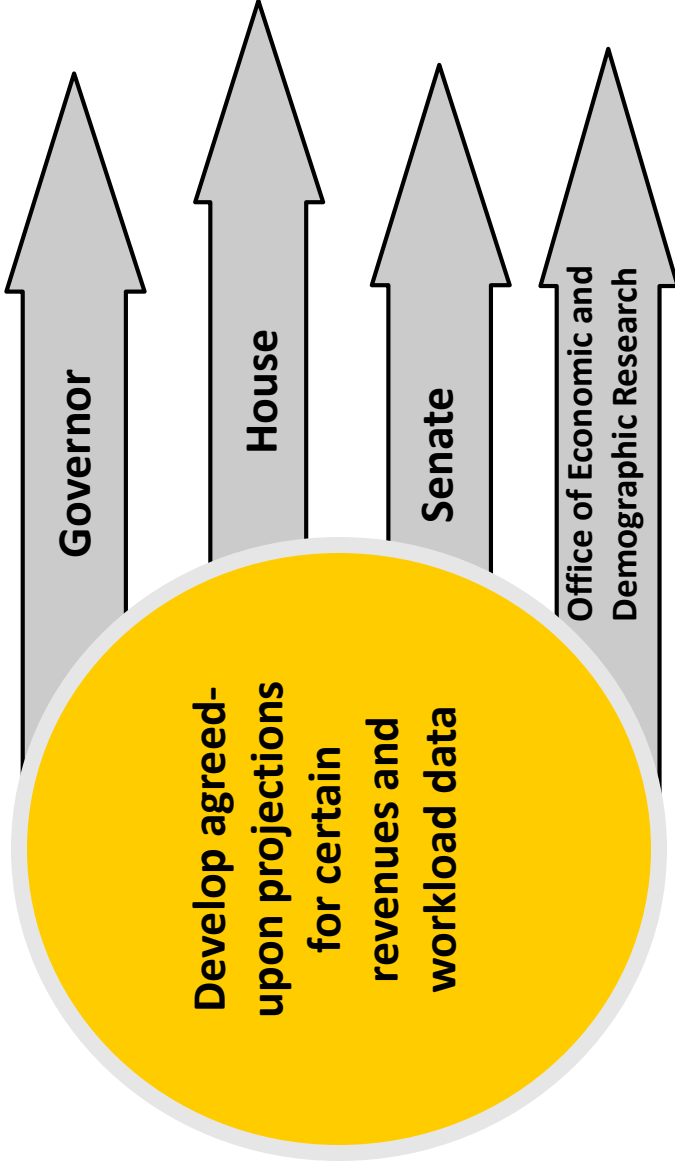 Develop agreed-
upon projections
for certain
revenues and
workload data
Governor
House
Senate
Office of Economic and
Demographic Research